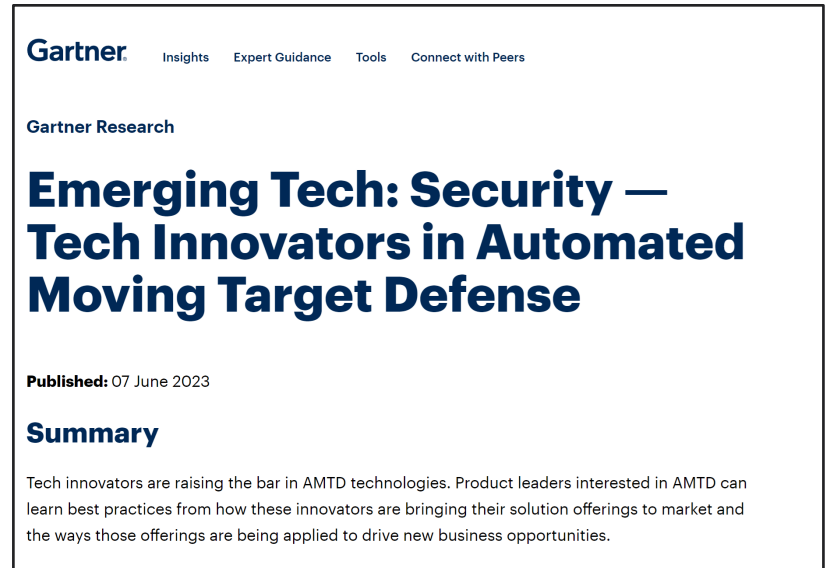 Gartner
Insights Expert Guidance Tools Connect with Peers
Gartner Research
Emerging Tech: Security —
Tech Innovators in Automated
Moving Target Defense
Published: 07 June 2023
Summary
Tech innovators are raising the bar in AMTD technologies. Product leaders interested in AMTD can
learn best practices from how these innovators are bringing their solution offerings to market and
the ways those offerings are being applied to drive new business opportunities.